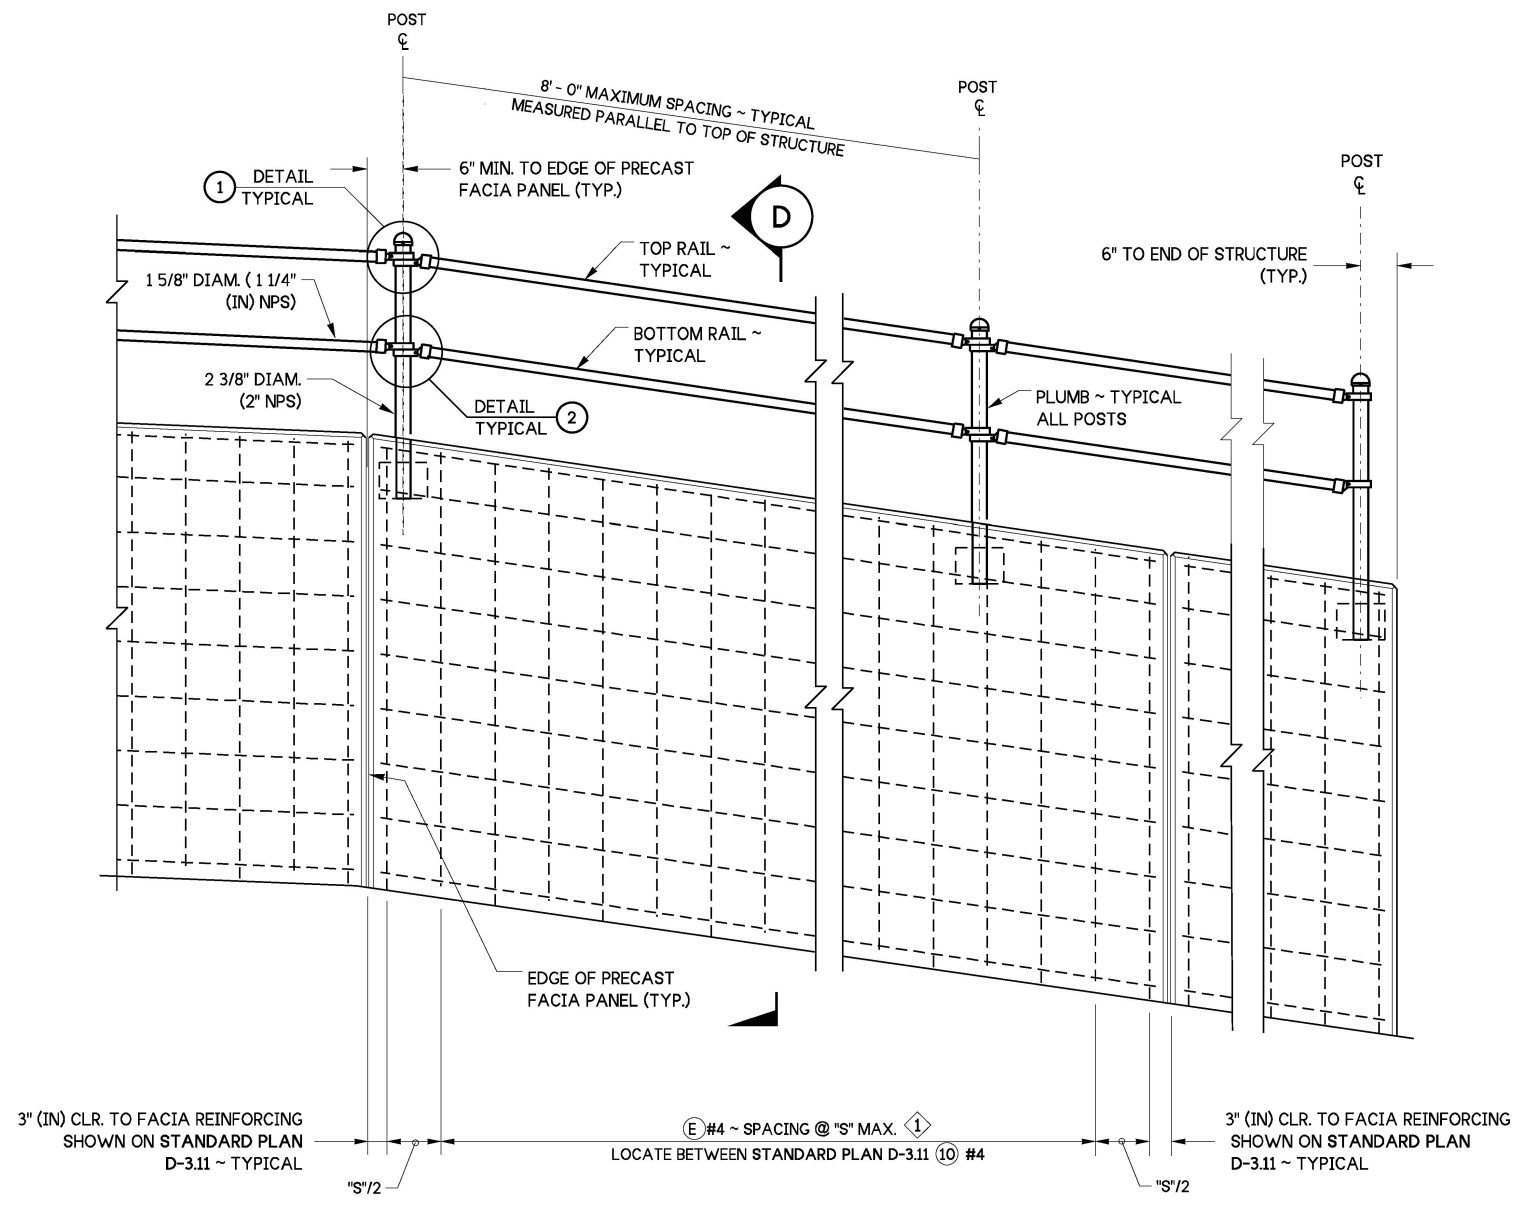 POST
℄
8' - 0" MAXIMUM SPACING ~ TYPICAL
MEASURED PARALLEL TO TOP OF STRUCTURE
POST
℄
POST
℄
1
DETAIL
TYPICAL
6" MIN. TO EDGE OF PRECAST
FACIA PANEL (TYP.)
D
TOP RAIL ~
TYPICAL
6" TO END OF STRUCTURE
(TYP.)
1 5/8" DIAM. ( 1 1/4"
(IN) NPS)
BOTTOM RAIL ~
TYPICAL
2 3/8" DIAM.
(2" NPS)
DETAIL
TYPICAL
2
PLUMB ~ TYPICAL
ALL POSTS
EDGE OF PRECAST
FACIA PANEL (TYP.)
3" (IN) CLR. TO FACIA REINFORCING
SHOWN ON STANDARD PLAN
D-3.11 ~ TYPICAL
"S"/2
E #4 ~ SPACING @ "S" MAX. 1
LOCATE BETWEEN STANDARD PLAN D-3.11 10 #4
"S"/2
3" (IN) CLR. TO FACIA REINFORCING
SHOWN ON STANDARD PLAN
D-3.11 ~ TYPICAL